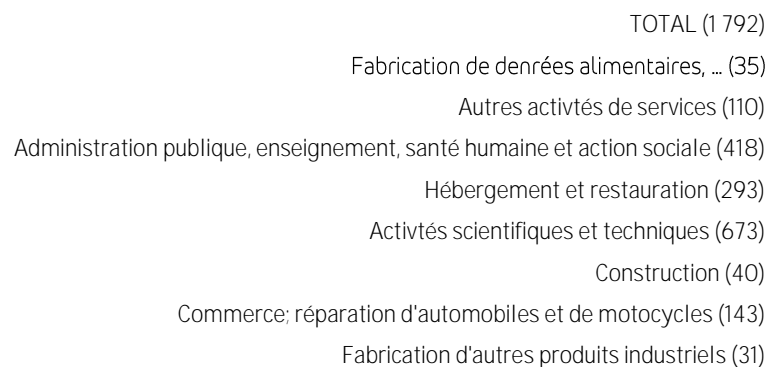 TOTAL (1 792)
Fabrication de denrées alimentaires, ... (35)
Autres activtés de services (110)
Administration publique, enseignement, santé humaine et action sociale (418)
Hébergement et restauration (293)
Activtés scientifiques et techniques (673)
Construction (40)
Commerce; réparation d'automobiles et de motocycles (143)
Fabrication d'autres produits industriels (31)